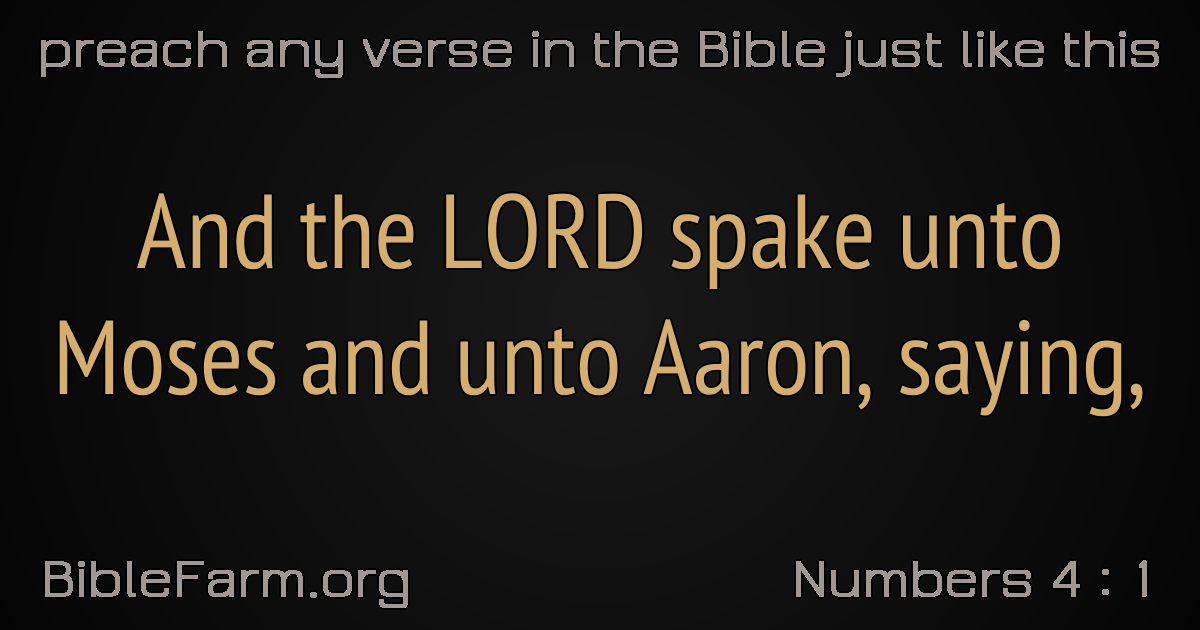 preach any verse in the Bible just like this
And the LORD spake unto
Moses and unto Aaron, saying,
BibleFarm.org
Numbers 4 : 1